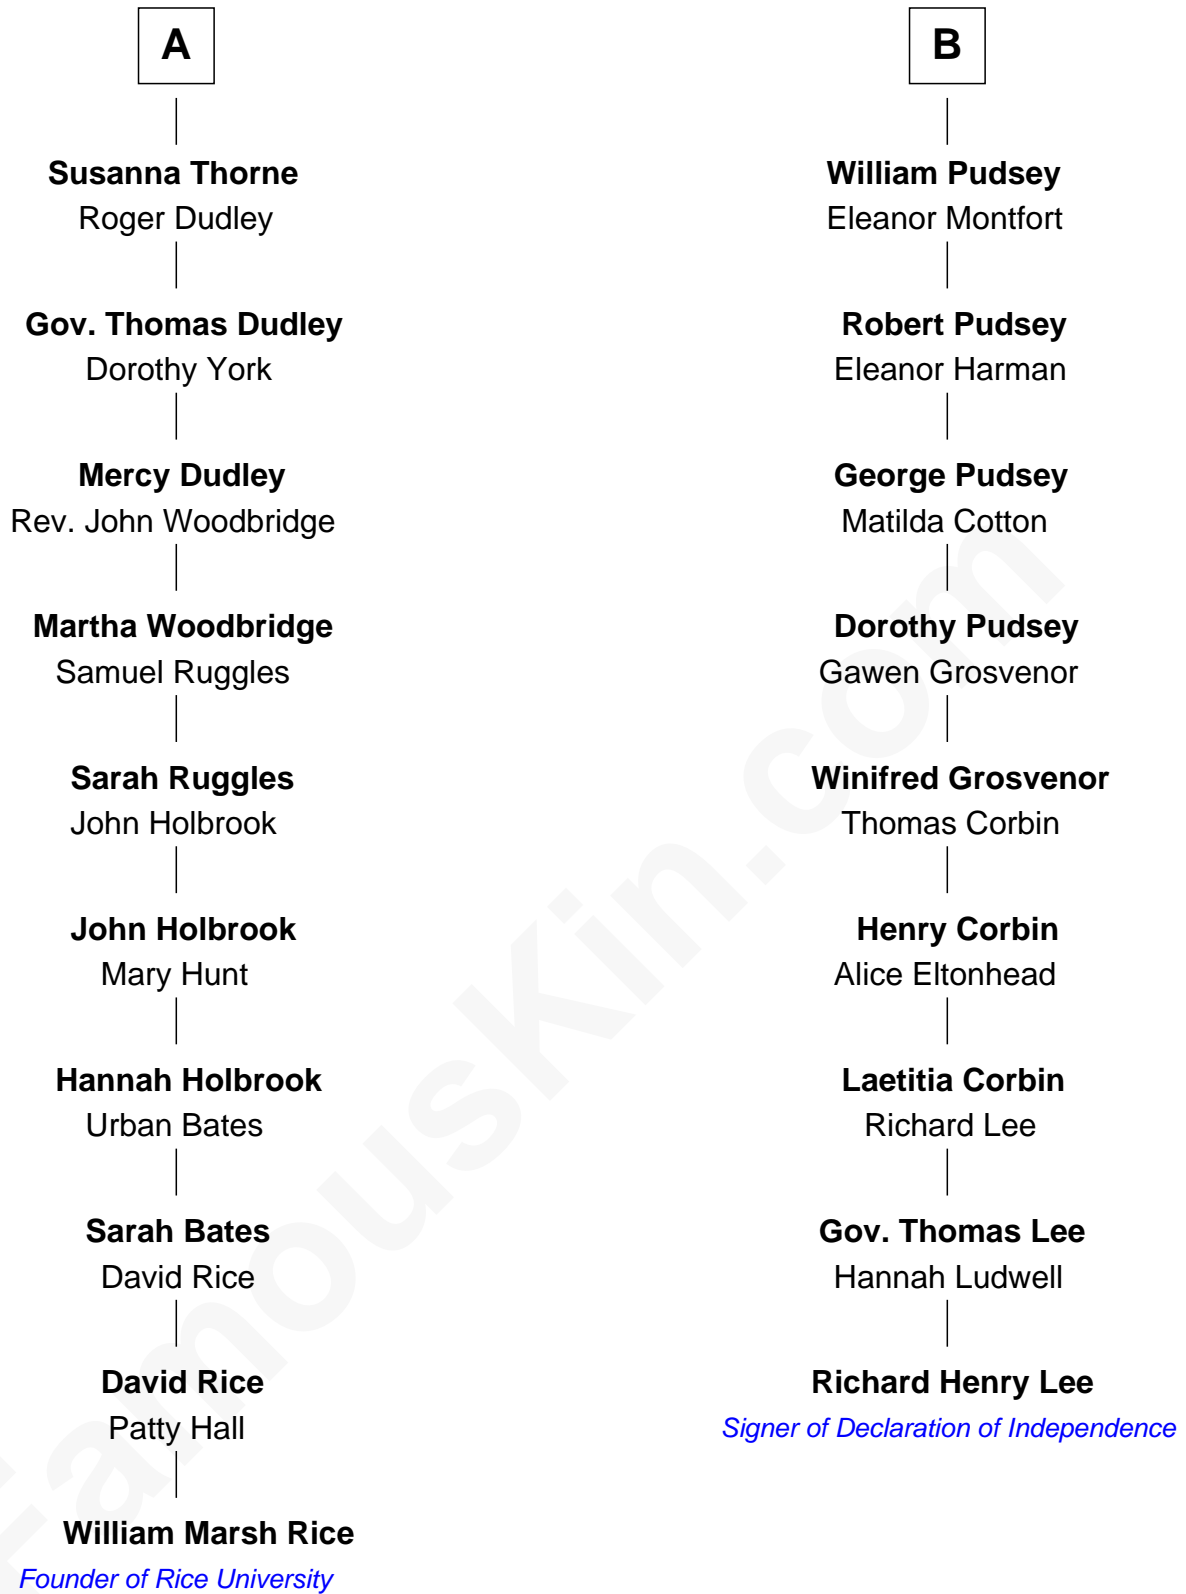 A
Susanna Thorne
Roger Dudley
Gov. Thomas Dudley
Dorothy York
Mercy Dudley
Rev. John Woodbridge
Martha Woodbridge
Samuel Ruggles
Sarah Ruggles
John Holbrook
John Holbrook
Mary Hunt
Hannah Holbrook
Urban Bates
Sarah Bates
David Rice
David Rice
Patty Hall
William Marsh Rice
Founder of Rice University
B
William Pudsey
Eleanor Montfort
Robert Pudsey
Eleanor Harman
George Pudsey
Matilda Cotton
Dorothy Pudsey
Gawen Grosvenor
Winifred Grosvenor
Thomas Corbin
Henry Corbin
Alice Eltonhead
Laetitia Corbin
Richard Lee
Gov. Thomas Lee
Hannah Ludwell
Richard Henry Lee
Signer of Declaration of Independence
FamousKin.com